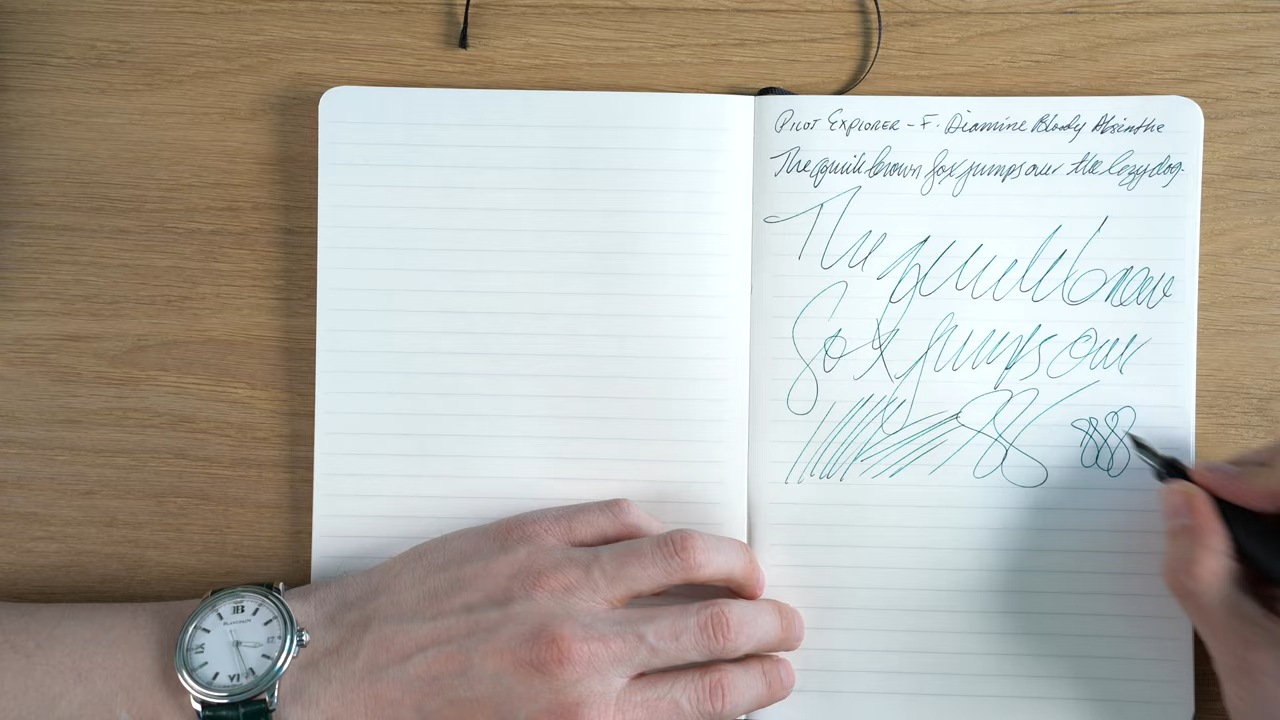 PILOT EXPLORER - F. Diamine Bloody Absinthe
The quick brown fox jumps over the lazy dog.
The quick brown
fox jumps over
BLANCPAIN